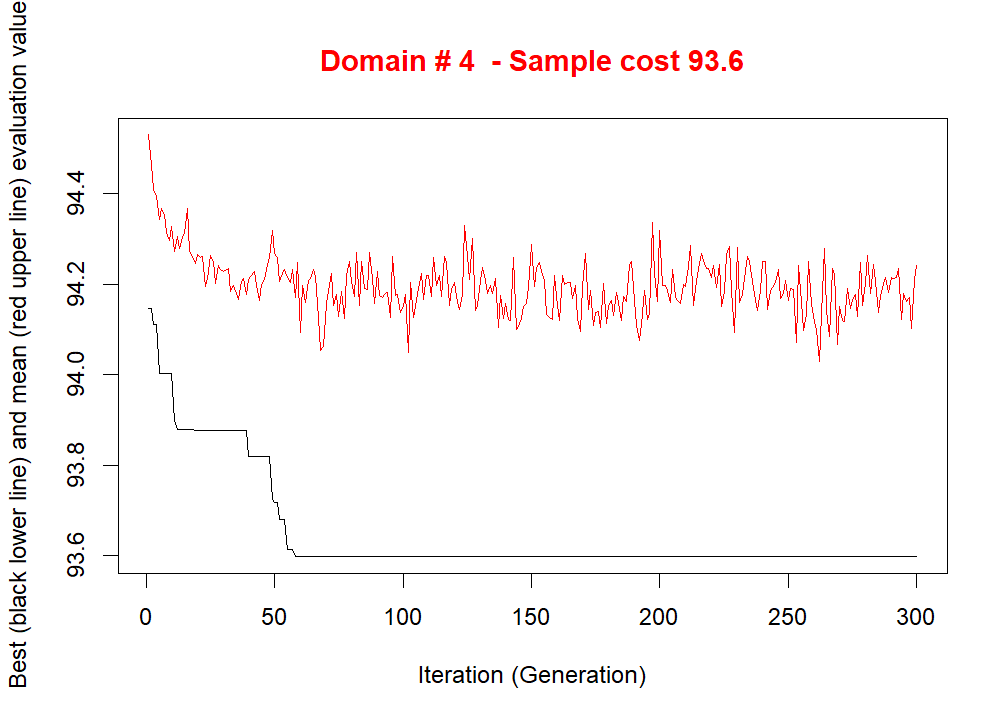 Domain # 4  - Sample cost 93.6
Best (black lower line) and mean (red upper line) evaluation value
94.4
94.2
94.0
93.8
93.6
0 50 100 150 200 250 300
Iteration (Generation)